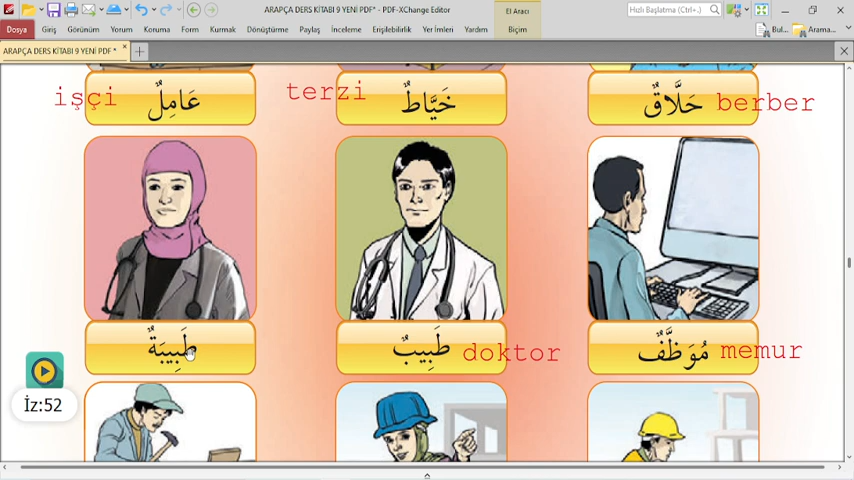 ARAPÇA DERS KİTABI 9 YENİ PDF* - PDF-XChange Editor
El Aracı
Hızlı Başlatma (Ctrl+.)
Dosya Giriş Görünüm Ev Yorum Koruma Form Kurmak Dönüştürme Paylaş İnceleme Erişilebilirlik Yer İmleri Yardım Biçim Bul... Arama...
ARAPÇA DERS KİTABI 9 YENİ PDF *
işçi عَامِلٌ terzi خَيَّاطٌ حَلَّاقٌ berber
طَبِيبَةٌ طَبِيبٌ doktor مُوَظَّفٌ memur
İz:52